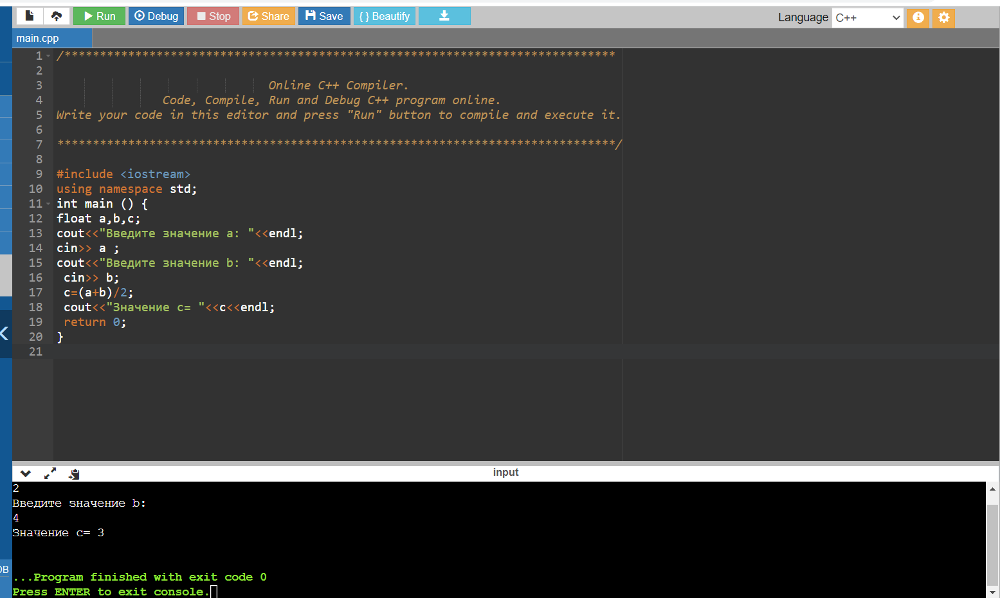 Run Debug Stop Share Save { } Beautify Language C++
main.cpp
1 /******************************************************************************
2
3 Online C++ Compiler.
4 Code, Compile, Run and Debug C++ program online.
5 Write your code in this editor and press "Run" button to compile and execute it.
6
7 *******************************************************************************/
8
9 #include <iostream>
10 using namespace std;
11 int main () {
12 float a,b,c;
13 cout<<"Введите значение a: "<<endl;
14 cin>> a ;
15 cout<<"Введите значение b: "<<endl;
16 cin>> b;
17 c=(a+b)/2;
18 cout<<"Значение c= "<<c<<endl;
19 return 0;
20 }
21
input
2
Введите значение b:
4
Значение c= 3
...Program finished with exit code 0
Press ENTER to exit console.